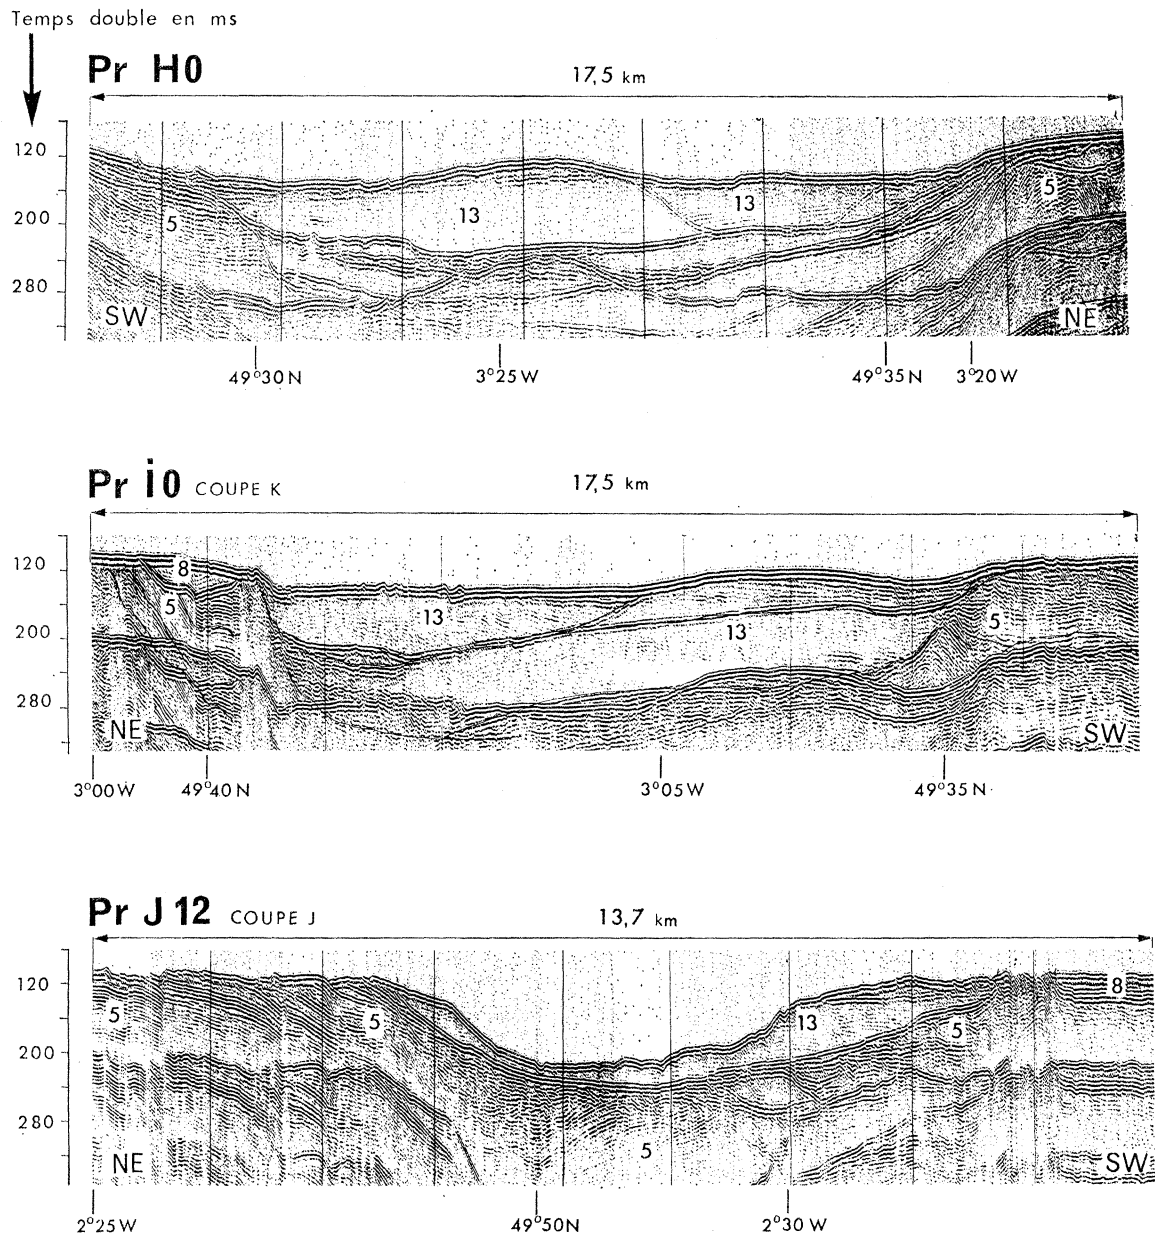 Temps double en ms
Pr H0
17,5 km
120
200
280
5
13
13
5
SW
NE
49°30N
3°25W
49°35N
3°20W
Pr i0 COUPE K
17,5 km
120
200
280
8
5
13
13
5
NE
SW
3°00W
49°40N
3°05W
49°35N
Pr J12 COUPE J
13,7 km
120
200
280
5
5
13
5
8
5
NE
SW
2°25W
49°50N
2°30W